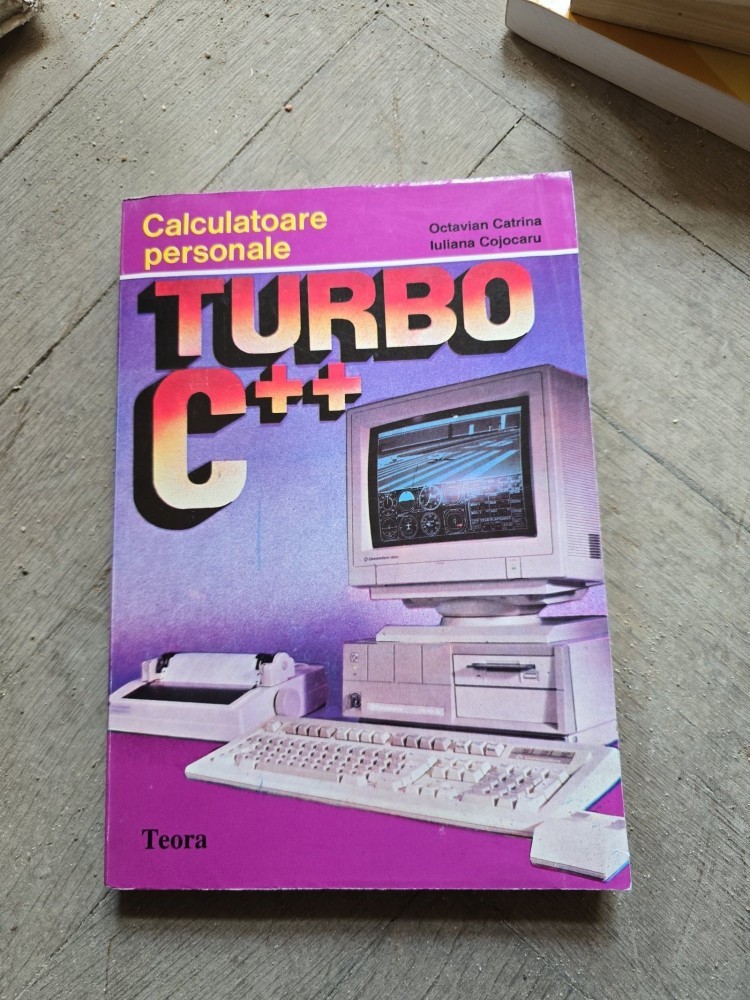 Calculatoare
personale
Octavian Catrina
Iuliana Cojocaru
TURBO
C++
Teora